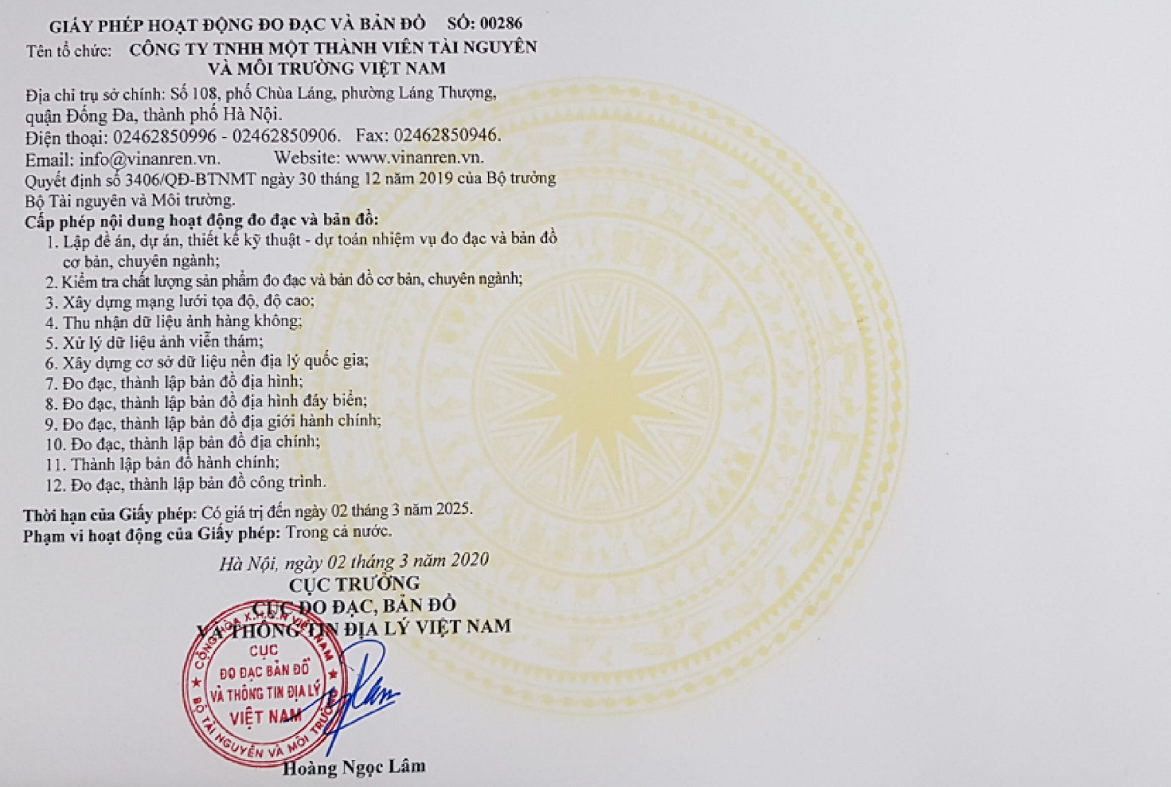 GIẤY PHÉP HOẠT ĐỘNG ĐO ĐẠC VÀ BẢN ĐỒ SỐ: 00286
Tên tổ chức: CÔNG TY TNHH MỘT THÀNH VIÊN TÀI NGUYÊN
VÀ MÔI TRƯỜNG VIỆT NAM
Địa chỉ trụ sở chính: Số 108, phố Chùa Láng, phường Láng Thượng,
quận Đống Đa, thành phố Hà Nội.
Điện thoại: 02462850996 - 02462850906. Fax: 02462850946.
Email: info@vinanren.vn. Website: www.vinanren.vn.
Quyết định số 3406/QĐ-BTNMT ngày 30 tháng 12 năm 2019 của Bộ trưởng
Bộ Tài nguyên và Môi trường.
Cấp phép nội dung hoạt động đo đạc và bản đồ:
1. Lập đề án, dự án, thiết kế kỹ thuật - dự toán nhiệm vụ đo đạc và bản đồ
cơ bản, chuyên ngành;
2. Kiểm tra chất lượng sản phẩm đo đạc và bản đồ cơ bản, chuyên ngành;
3. Xây dựng mạng lưới tọa độ, độ cao;
4. Thu nhận dữ liệu ảnh hàng không;
5. Xử lý dữ liệu ảnh viễn thám;
6. Xây dựng cơ sở dữ liệu nền địa lý quốc gia;
7. Đo đạc, thành lập bản đồ địa hình;
8. Đo đạc, thành lập bản đồ địa hình đáy biển;
9. Đo đạc, thành lập bản đồ địa giới hành chính;
10. Đo đạc, thành lập bản đồ địa chính;
11. Thành lập bản đồ hành chính;
12. Đo đạc, thành lập bản đồ công trình.
Thời hạn của Giấy phép: Có giá trị đến ngày 02 tháng 3 năm 2025.
Phạm vi hoạt động của Giấy phép: Trong cả nước.
Hà Nội, ngày 02 tháng 3 năm 2020
CỤC TRƯỞNG
CỤC ĐO ĐẠC, BẢN ĐỒ
VÀ THÔNG TIN ĐỊA LÝ VIỆT NAM
CỘNG HÒA X.H.C.N VIỆT NAM
CỤC
ĐO ĐẠC BẢN ĐỒ
VÀ THÔNG TIN ĐỊA LÝ
VIỆT NAM
BỘ TÀI NGUYÊN VÀ MÔI TRƯỜNG
Hoàng Ngọc Lâm